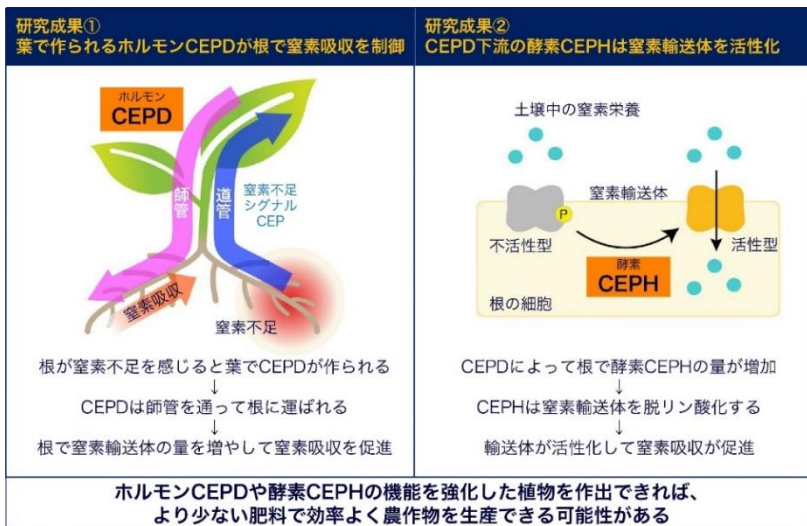 研究成果①
葉で作られるホルモンCEPDが根で窒素吸収を制御
ホルモン
CEPD
師管
道管
窒素不足
シグナル
CEP
窒素吸収
窒素不足
根が窒素不足を感じると葉でCEPDが作られる
↓
CEPDは師管を通って根に運ばれる
↓
根で窒素輸送体の量を増やして窒素吸収を促進
研究成果②
CEPD下流の酵素CEPHは窒素輸送体を活性化
土壌中の窒素栄養
窒素輸送体
P
不活性型
活性型
酵素
CEPH
根の細胞
CEPDによって根で酵素CEPHの量が増加
↓
CEPHは窒素輸送体を脱リン酸化する
↓
輸送体が活性化して窒素吸収が促進
ホルモンCEPDや酵素CEPHの機能を強化した植物を作出できれば、
より少ない肥料で効率よく農作物を生産できる可能性がある